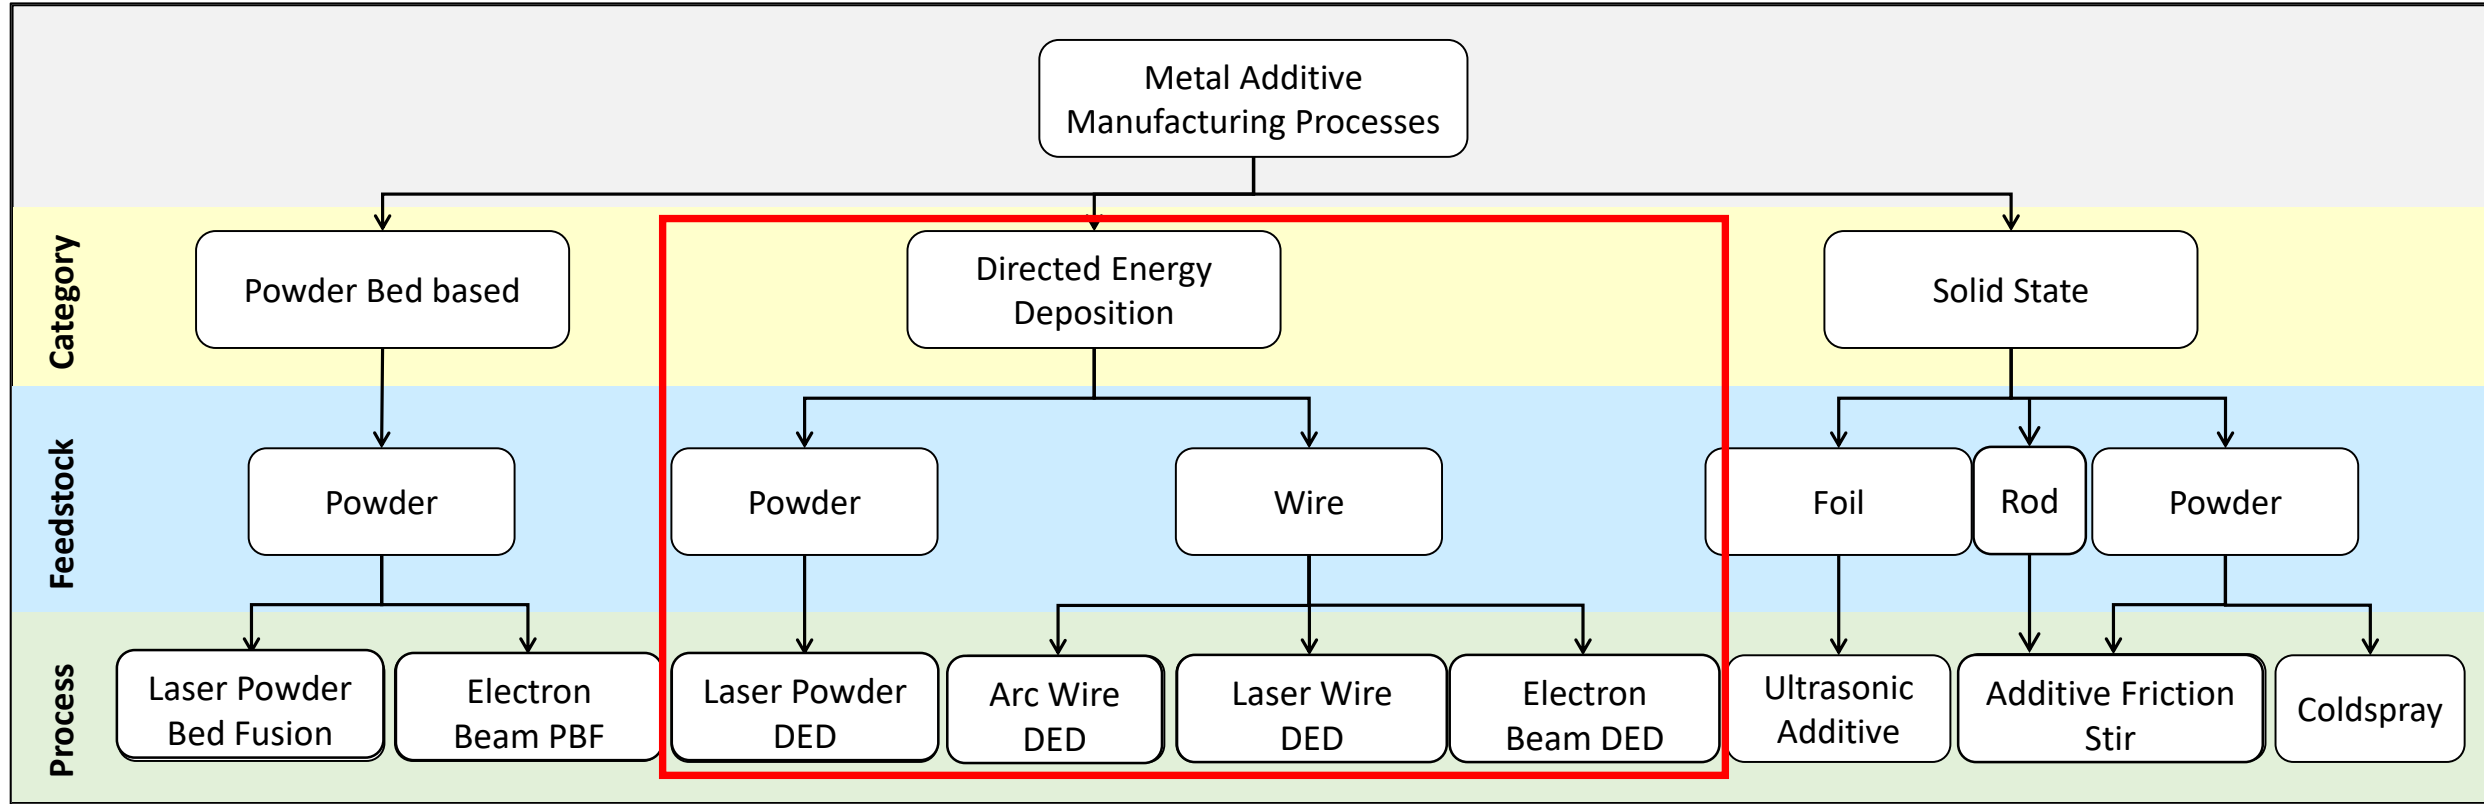 Metal Additive
Manufacturing Processes
Category
Powder Bed based
Directed Energy
Deposition
Solid State
Feedstock
Powder
Powder
Wire
Foil
Rod
Powder
Process
Laser Powder
Bed Fusion
Electron
Beam PBF
Laser Powder
DED
Arc Wire
DED
Laser Wire
DED
Electron
Beam DED
Ultrasonic
Additive
Additive Friction
Stir
Coldspray